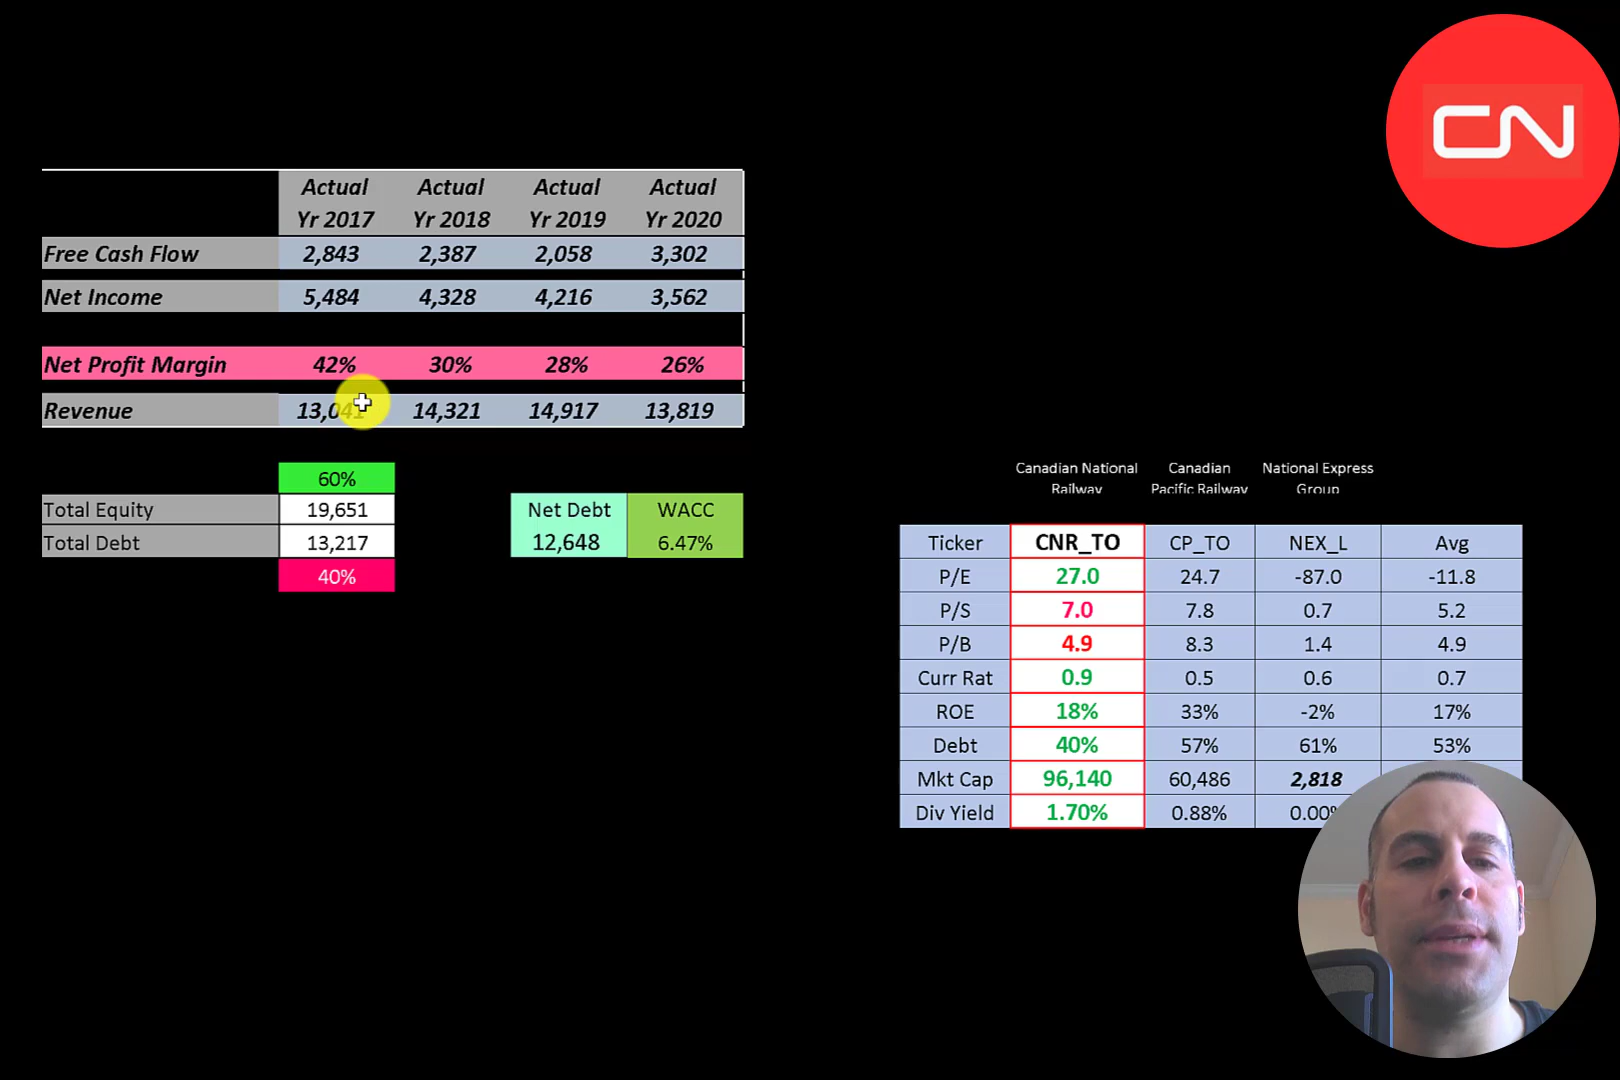 CN
Actual Actual Actual Actual
Yr 2017 Yr 2018 Yr 2019 Yr 2020
Free Cash Flow 2,843 2,387 2,058 3,302
Net Income 5,484 4,328 4,216 3,562
Net Profit Margin 42% 30% 28% 26%
Revenue 13,041 14,321 14,917 13,819
60%
Total Equity 19,651
Total Debt 13,217
40%
Net Debt WACC
12,648 6.47%
Canadian National Canadian National Express
Railway Pacific Railway Group
Ticker CNR_TO CP_TO NEX_L Avg
P/E 27.0 24.7 -87.0 -11.8
P/S 7.0 7.8 0.7 5.2
P/B 4.9 8.3 1.4 4.9
Curr Rat 0.9 0.5 0.6 0.7
ROE 18% 33% -2% 17%
Debt 40% 57% 61% 53%
Mkt Cap 96,140 60,486 2,818
Div Yield 1.70% 0.88% 0.00%